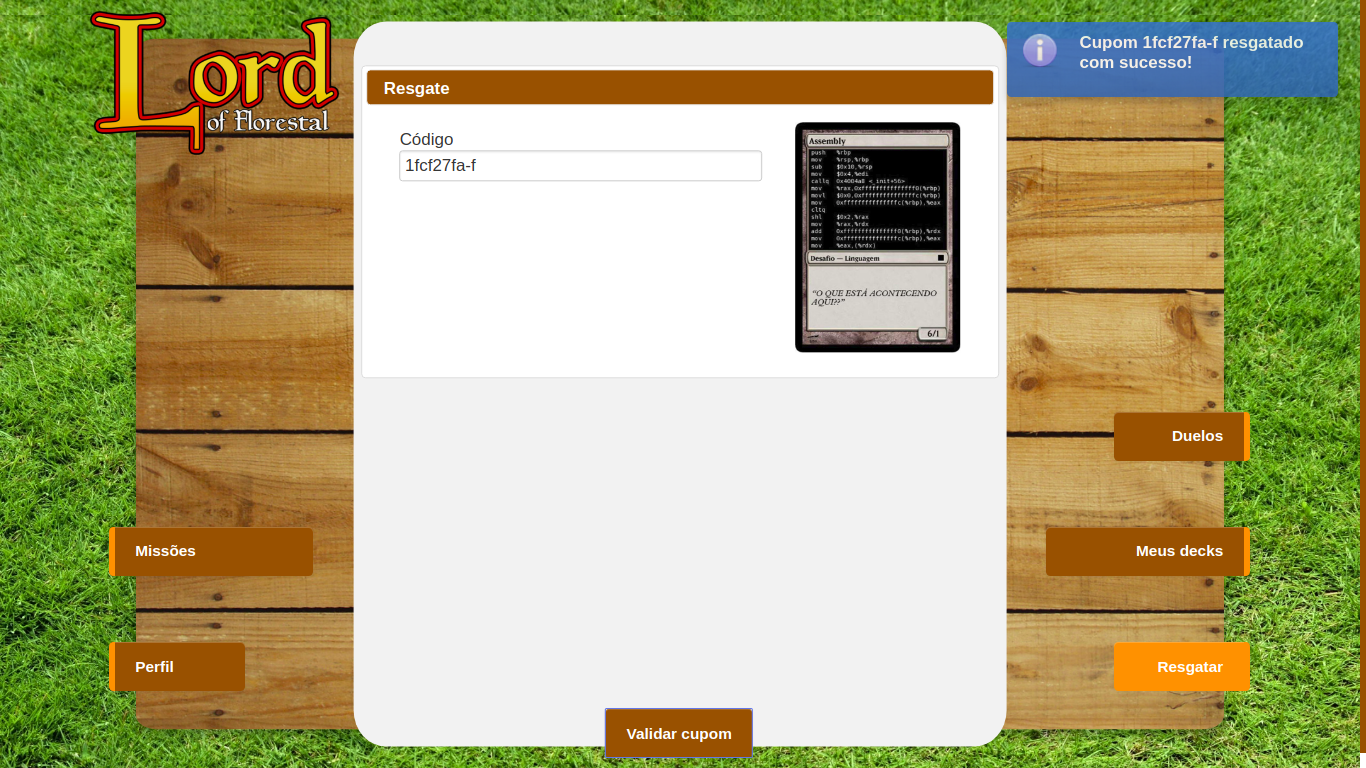 Lord
of Florestal
Cupom 1fcf27fa-f resgatado
com sucesso!
Resgate
Código
1fcf27fa-f
Assembly
push %rbp
mov %rsp,%rbp
sub $0x10,%rsp
mov $0x4,%edi
callq 0x4004a8 <_init+56>
mov %rax,0xfffffffffffffff0(%rbp)
movl $0x0,0xfffffffffffffffc(%rbp)
mov 0xfffffffffffffffc(%rbp),%eax
cltq
shl $0x2,%rax
mov %rax,%rdx
add 0xfffffffffffffff0(%rbp),%rdx
mov 0xfffffffffffffffc(%rbp),%eax
mov %eax,(%rdx)
Desafio — Linguagem
"O QUE ESTÁ ACONTECENDO
AQUI??"
6/1
Duelos
Missões
Meus decks
Perfil
Resgatar
Validar cupom